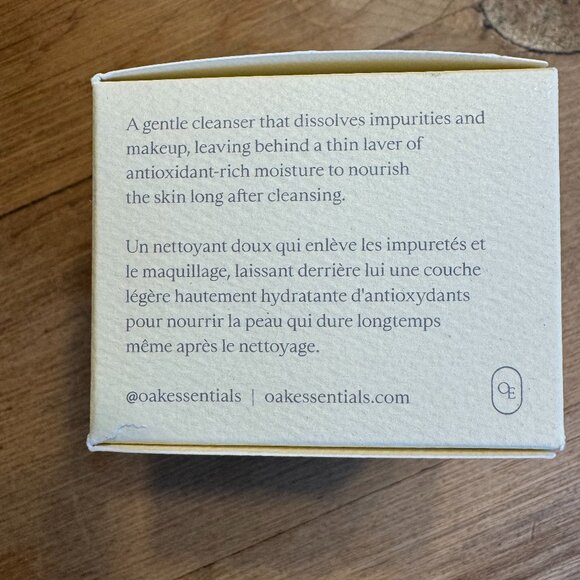 A gentle cleanser that dissolves impurities and
makeup, leaving behind a thin layer of
antioxidant-rich moisture to nourish
the skin long after cleansing.
Un nettoyant doux qui enlève les impuretés et
le maquillage, laissant derrière lui une couche
légère hautement hydratante d'antioxydants
pour nourrir la peau qui dure longtemps
même après le nettoyage.
@oakessentials | oakessentials.com
OE